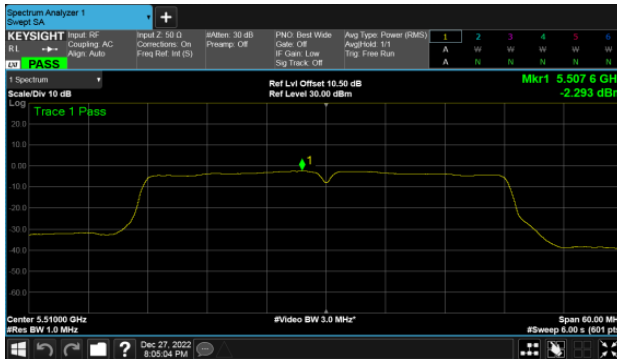 Spectrum Analyzer 1
Swept SA
+
KEYSIGHT Input: RF Input Z: 50 Ω #Atten: 30 dB PNO: Best Wide Avg Type: Power (RMS) 1 2 3 4 5 6
RL Coupling: AC Corrections: On Preamp: Off Gate: Off Avg|Hold: 1/1 A W W W W W
Align: Auto Freq Ref: Int (S) IF Gain: Low Trig: Free Run
LXI PASS Sig Track: Off A N N N N N
1 Spectrum Ref Lvl Offset 10.50 dB Mkr1 5.507 6 GH
Scale/Div 10 dB Ref Level 30.00 dBm -2.293 dBr
Log
Trace 1 Pass
20.0
10.0
0.00
1
-10.0
-20.0
-30.0
-40.0
-50.0
-60.0
Center 5.51000 GHz #Video BW 3.0 MHz* Span 60.00 MH
#Res BW 1.0 MHz #Sweep 6.00 s (601 pts
? Dec 27, 2022
8:05:04 PM